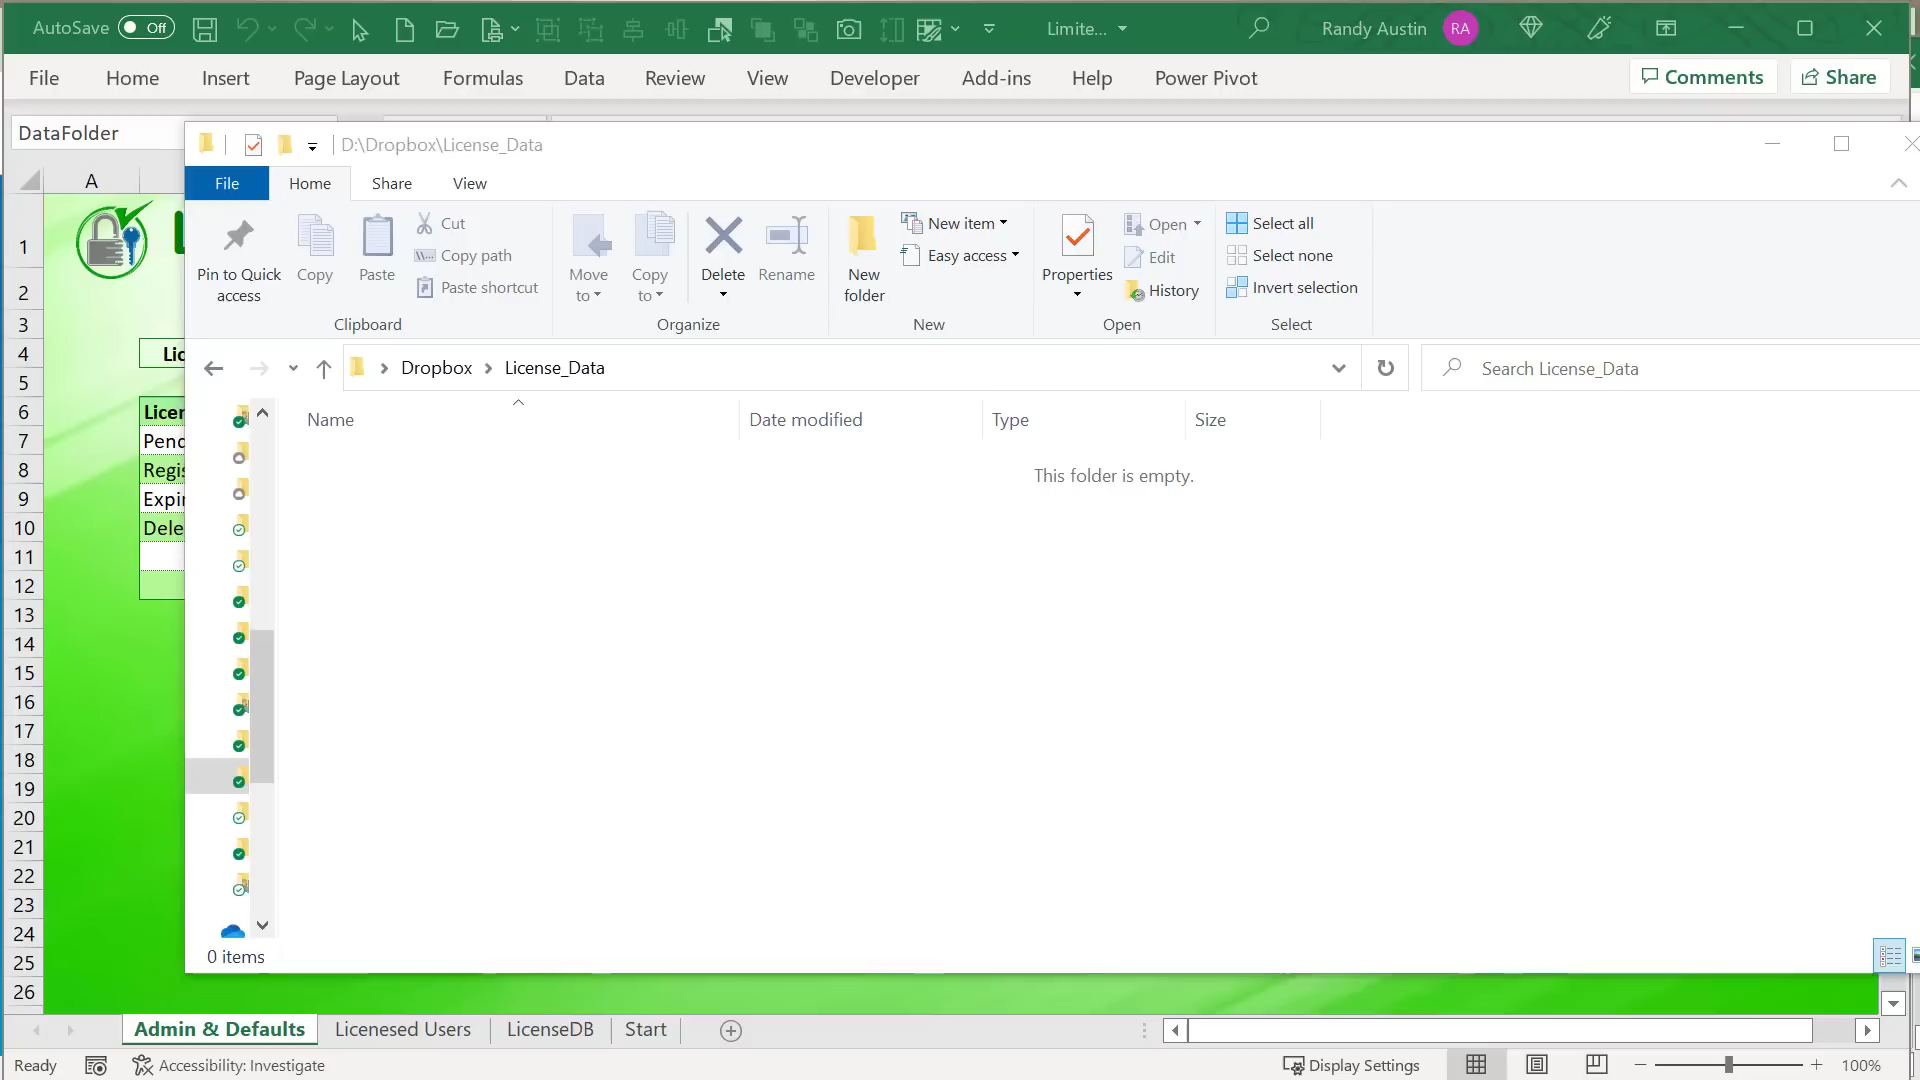 AutoSave Off
Limite...
Randy Austin RA
File Home Insert Page Layout Formulas Data Review View Developer Add-ins Help Power Pivot
Comments Share
DataFolder
D:\Dropbox\License_Data
File Home Share View
Pin to Quick access
Copy
Paste
Cut
Copy path
Paste shortcut
Move to
Copy to
Delete
Rename
New folder
New item
Easy access
Properties
Open
Edit
History
Select all
Select none
Invert selection
Clipboard Organize New Open Select
Dropbox License_Data
Search License_Data
Name Date modified Type Size
This folder is empty.
0 items
A
1
2
3
4 Lic
5
6 Licen
7 Pend
8 Regis
9 Expir
10 Dele
11
12
13
14
15
16
17
18
19
20
21
22
23
24
25
26
Admin & Defaults Licenesed Users LicenseDB Start
Ready Accessibility: Investigate Display Settings 100%